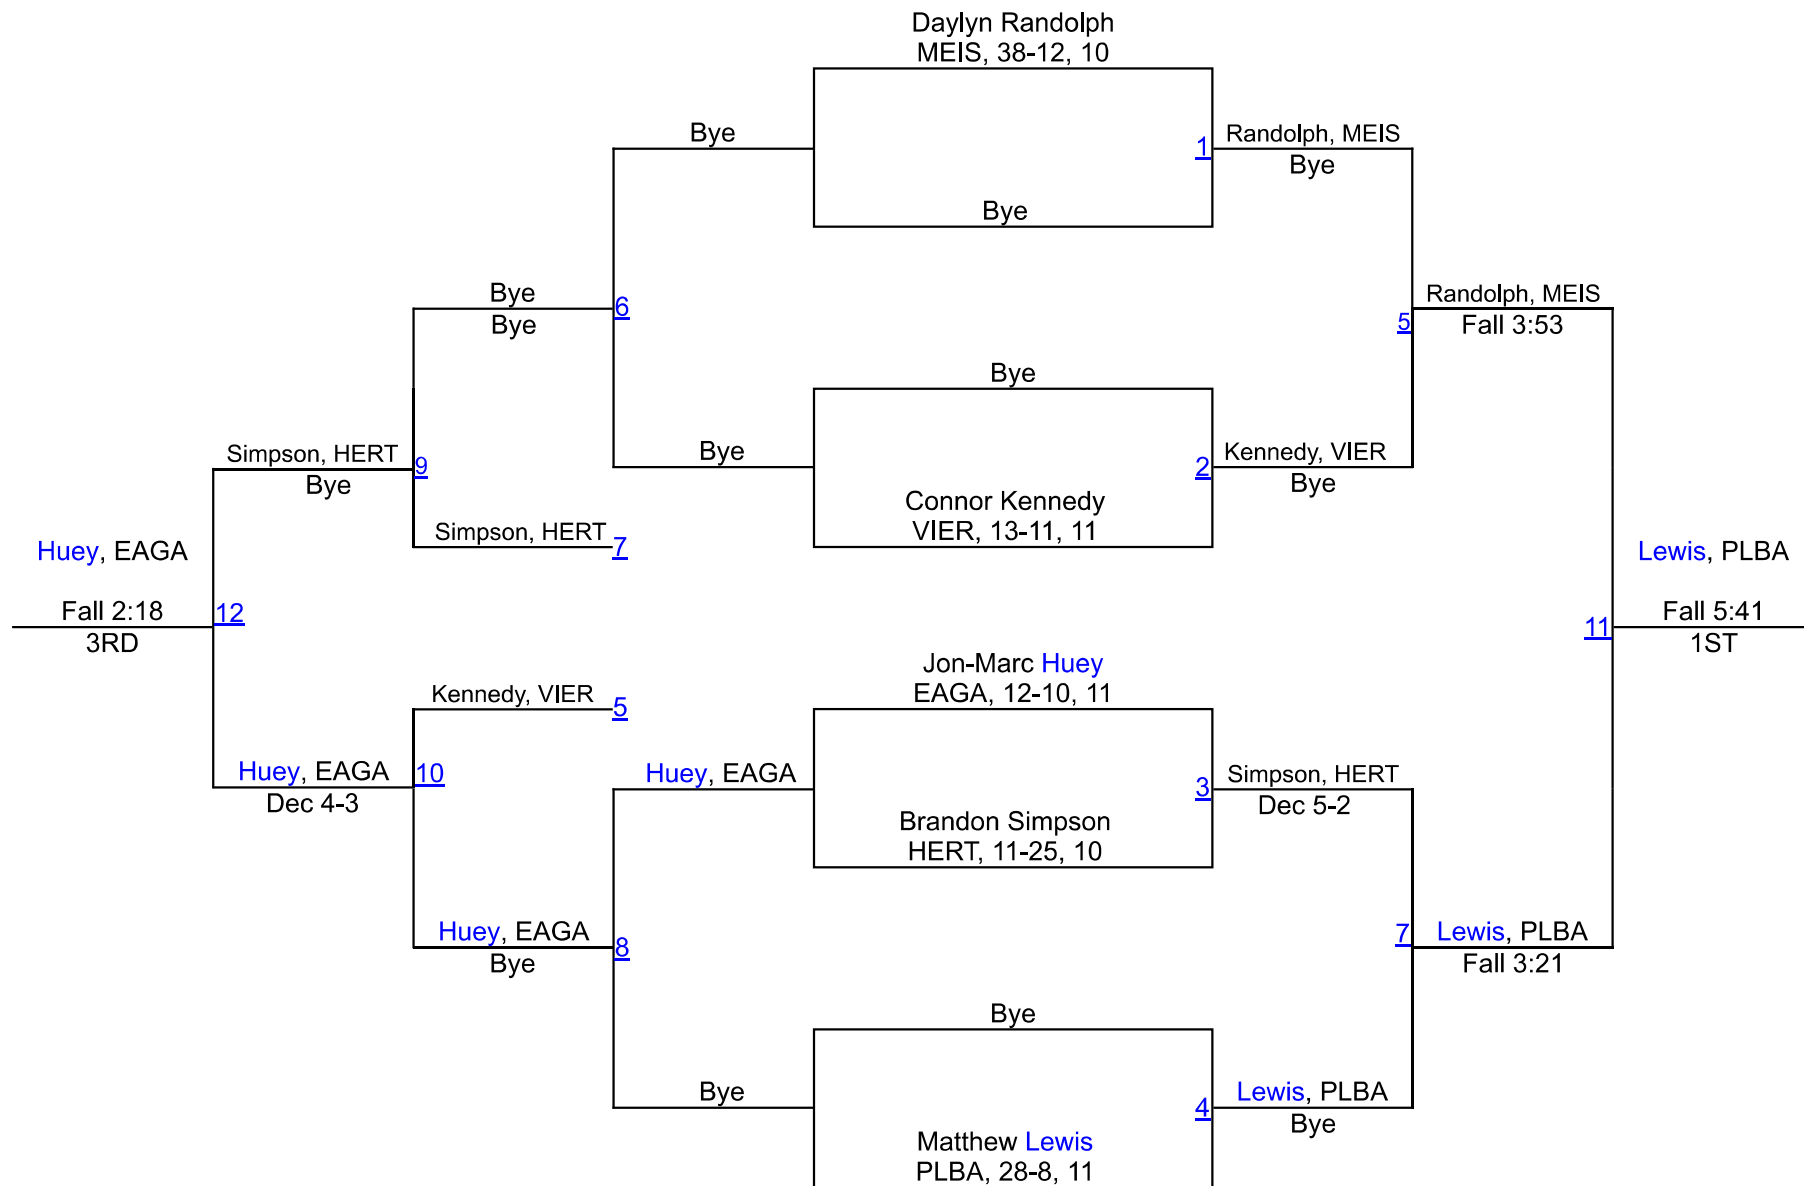 Daylyn Randolph
MEIS, 38-12, 10
Bye
1
Randolph, MEIS
Bye
Bye
Bye
Bye
6
Randolph, MEIS
Fall 3:53
5
Bye
Bye
Simpson, HERT
Bye
9
2
Kennedy, VIER
Bye
Connor Kennedy
VIER, 13-11, 11
Simpson, HERT
7
Huey, EAGA
Fall 2:18
3RD
12
Lewis, PLBA
Fall 5:41
1ST
11
Jon-Marc Huey
EAGA, 12-10, 11
Kennedy, VIER
5
Huey, EAGA
Dec 4-3
10
Huey, EAGA
3
Simpson, HERT
Dec 5-2
Brandon Simpson
HERT, 11-25, 10
Huey, EAGA
Bye
8
7
Lewis, PLBA
Fall 3:21
Bye
Bye
4
Lewis, PLBA
Bye
Matthew Lewis
PLBA, 28-8, 11